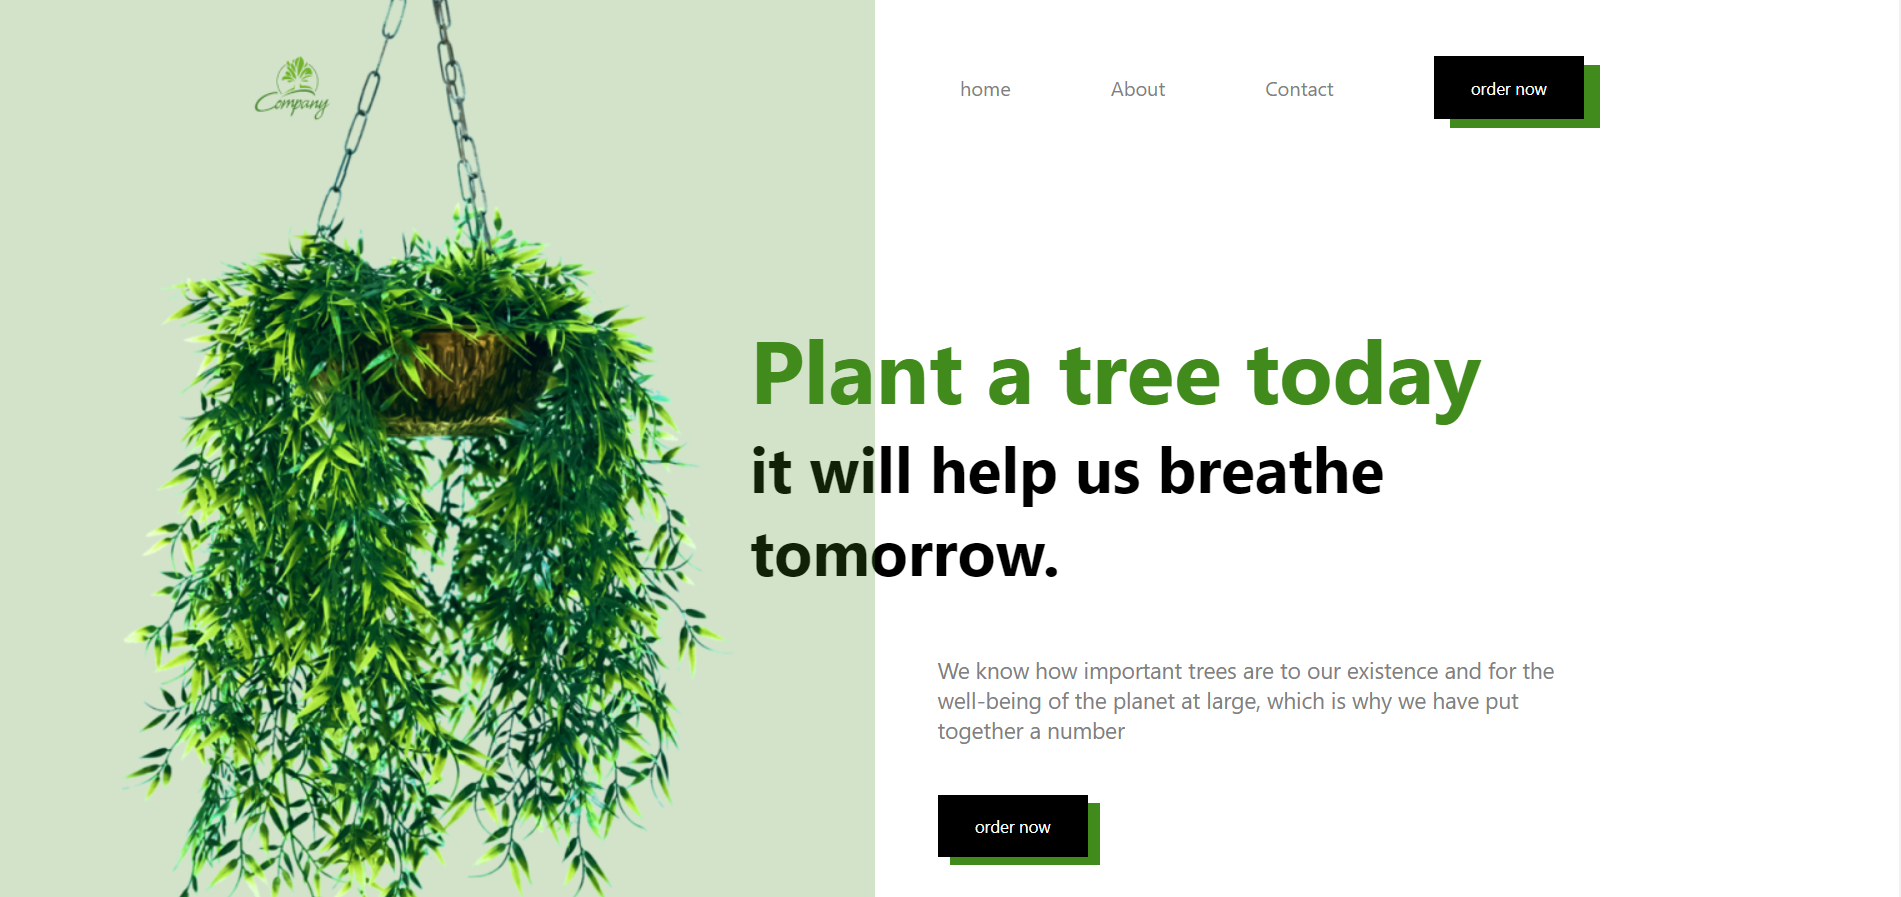 Company
home About Contact order now
Plant a tree today
it will help us breathe
tomorrow.
We know how important trees are to our existence and for the
well-being of the planet at large, which is why we have put
together a number
order now